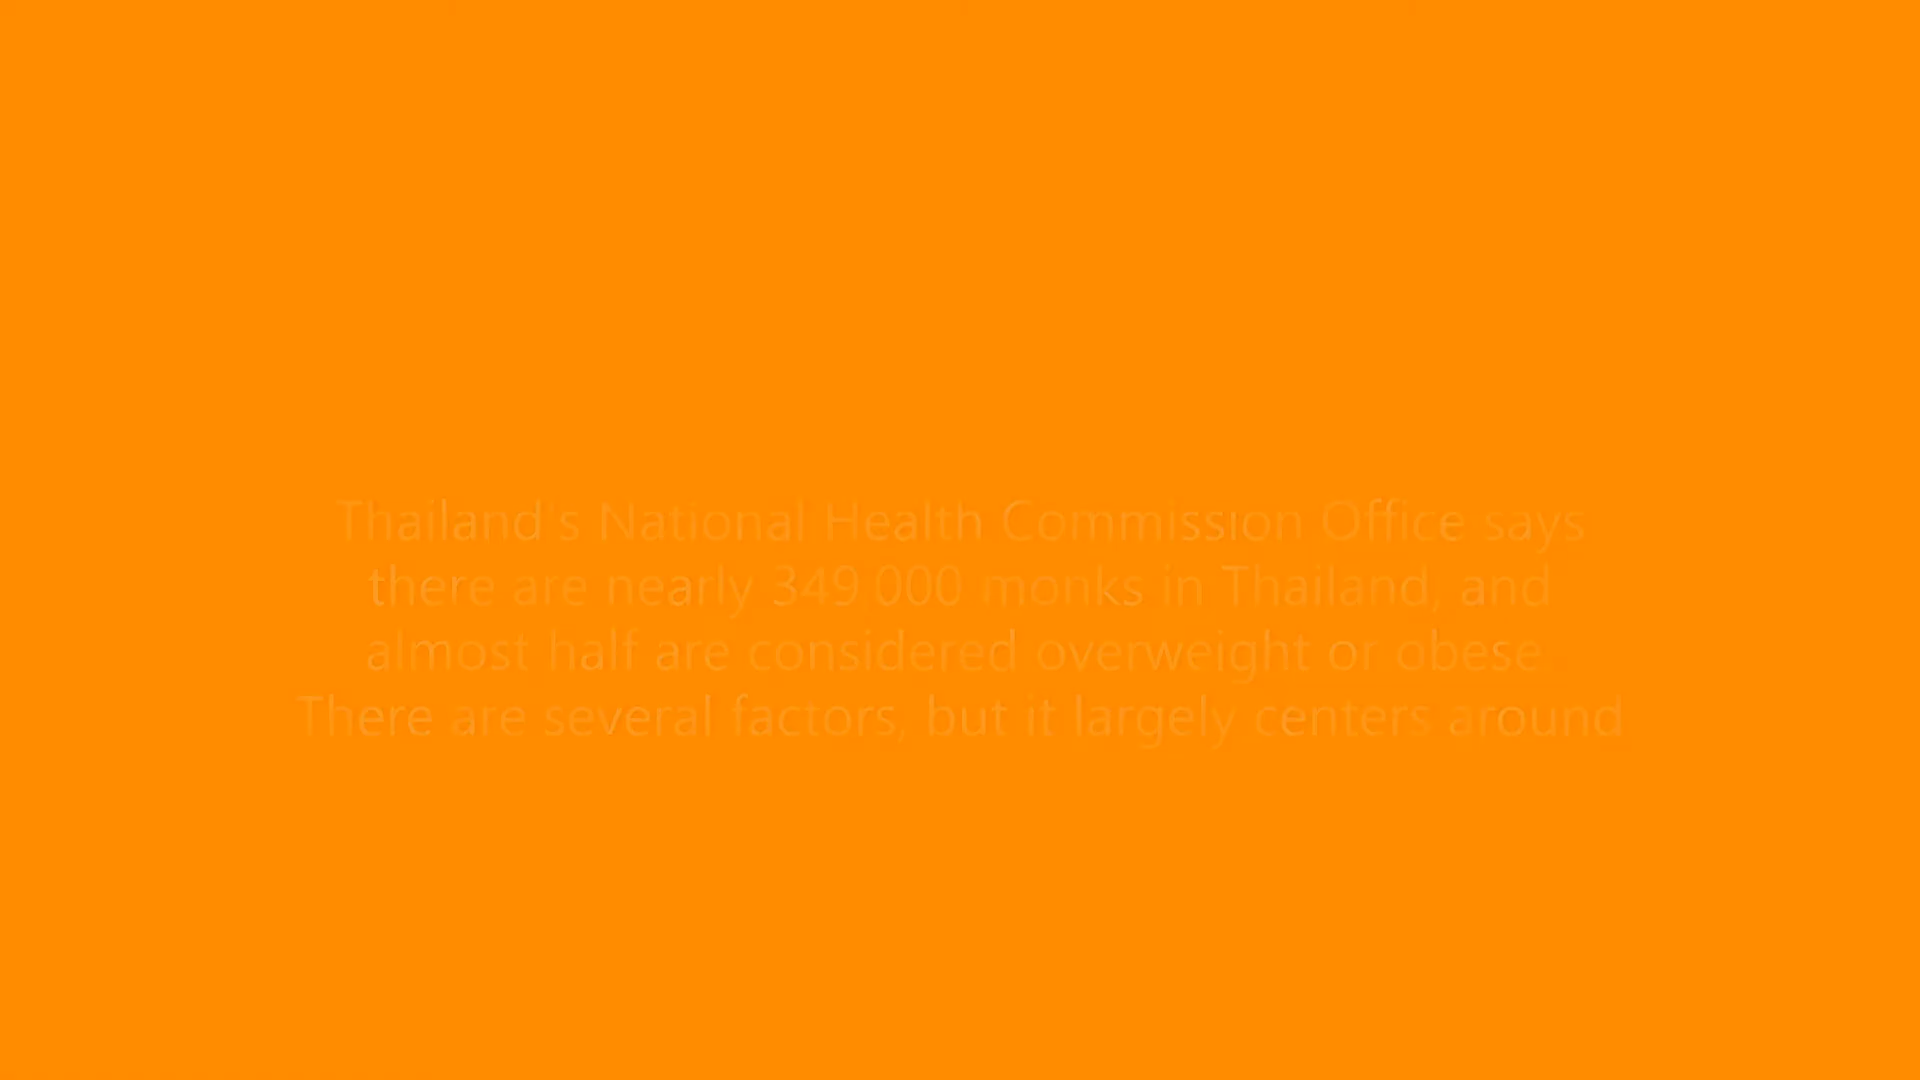 Thailand's National Health Commission Office says
there are nearly 349,000 monks in Thailand, and
almost half are considered overweight or obese.
There are several factors, but it largely centers around